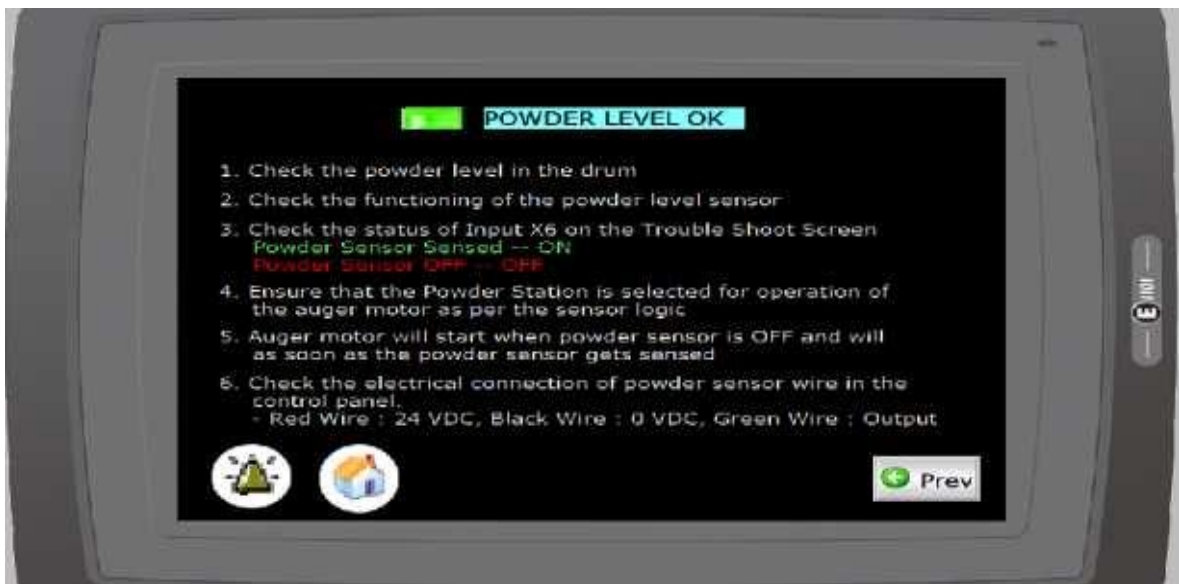 POWDER LEVEL OK
1. Check the powder level in the drum
2. Check the functioning of the powder level sensor
3. Check the status of Input X6 on the Trouble Shoot Screen
Powder Sensor Sensed -- ON
Powder Sensor OFF -- OFF
4. Ensure that the Powder Station is selected for operation of
the auger motor as per the sensor logic
5. Auger motor will start when powder sensor is OFF and will
as soon as the powder sensor gets sensed
6. Check the electrical connection of powder sensor wire in the
control panel.
- Red Wire : 24 VDC, Black Wire : 0 VDC, Green Wire : Output
Prev